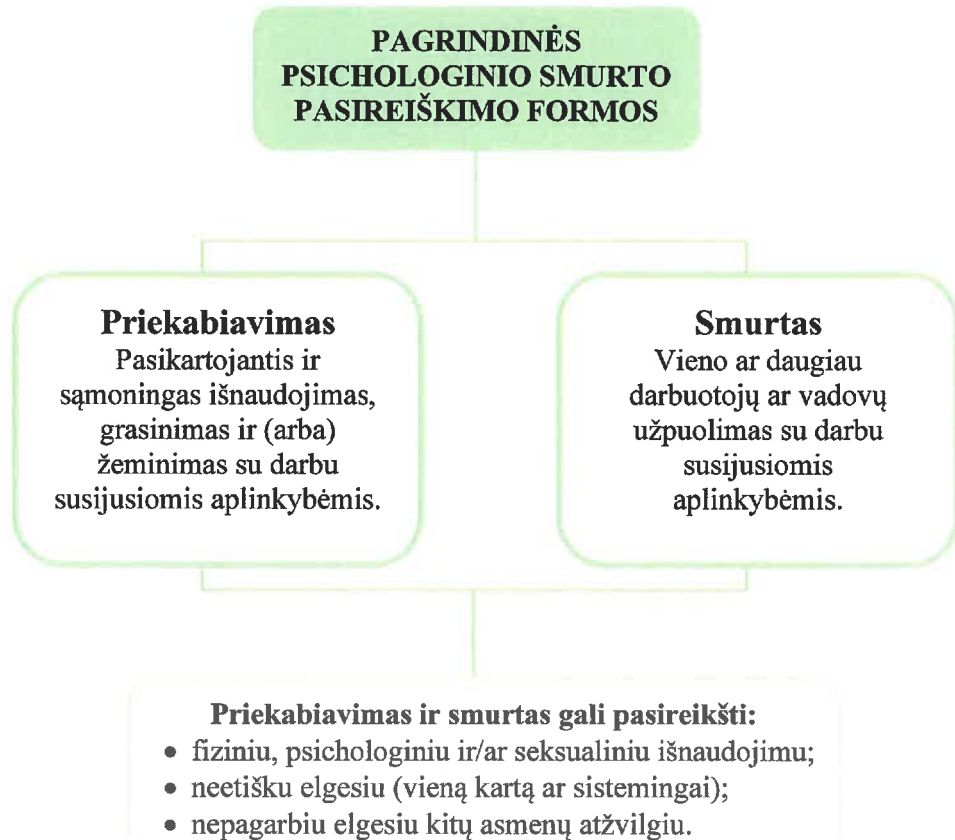 PAGRINDINĖS
PSICHOLOGINIO SMURTO
PASIREIŠKIMO FORMOS
Priekabiavimas
Pasikartojantis ir
sąmoningas išnaudojimas,
grasinimas ir (arba)
žeminimas su darbu
susijusiomis aplinkybėmis.
Smurtas
Vieno ar daugiau
darbuotojų ar vadovų
užpuolimas su darbu
susijusiomis
aplinkybėmis.
Priekabiavimas ir smurtas gali pasireikšti:
• fiziniu, psichologiniu ir/ar seksualiniu išnaudojimu;
• neetišku elgesiu (vieną kartą ar sistemingai);
• nepagarbiu elgesiu kitų asmenų atžvilgiu.